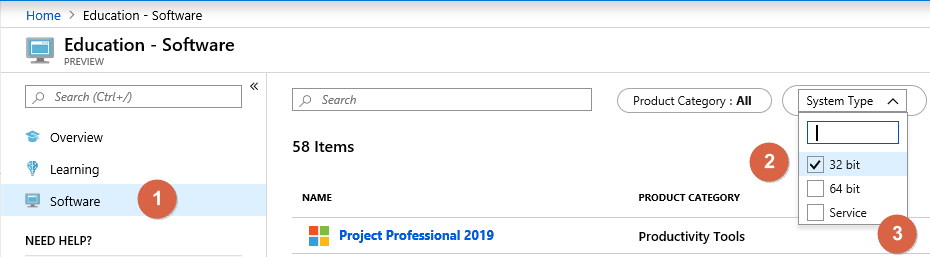 Home > Education - Software
Education - Software
PREVIEW
Search (Ctrl+/)
«
Overview
Learning
Software
1
NEED HELP?
Search
Product Category : All
System Type
58 Items
2
32 bit
64 bit
Service
3
NAME
PRODUCT CATEGORY
Project Professional 2019
Productivity Tools